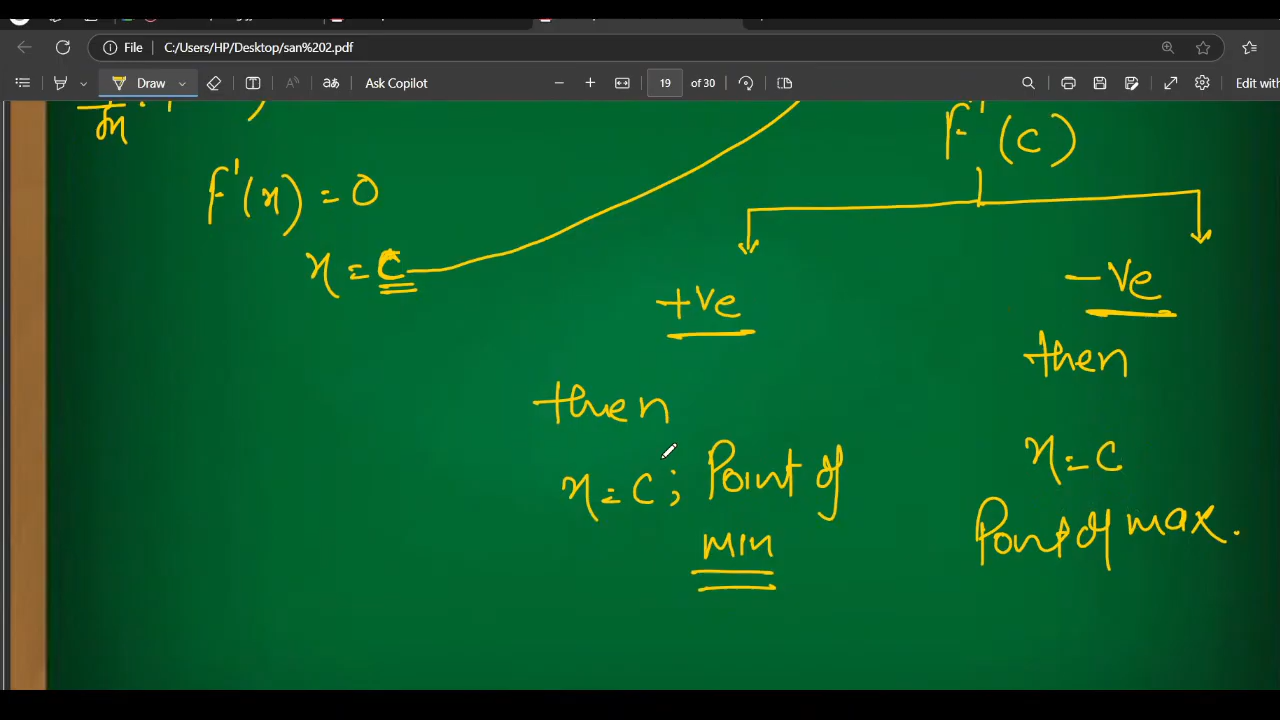 File C:/Users/HP/Desktop/san%202.pdf
Draw Ask Copilot 19 of 30 Edit with
F'(c)
F'(x) = 0
x = c
+ve
-ve
then
then
x = c ; Point of
min
x = c
Point of max.